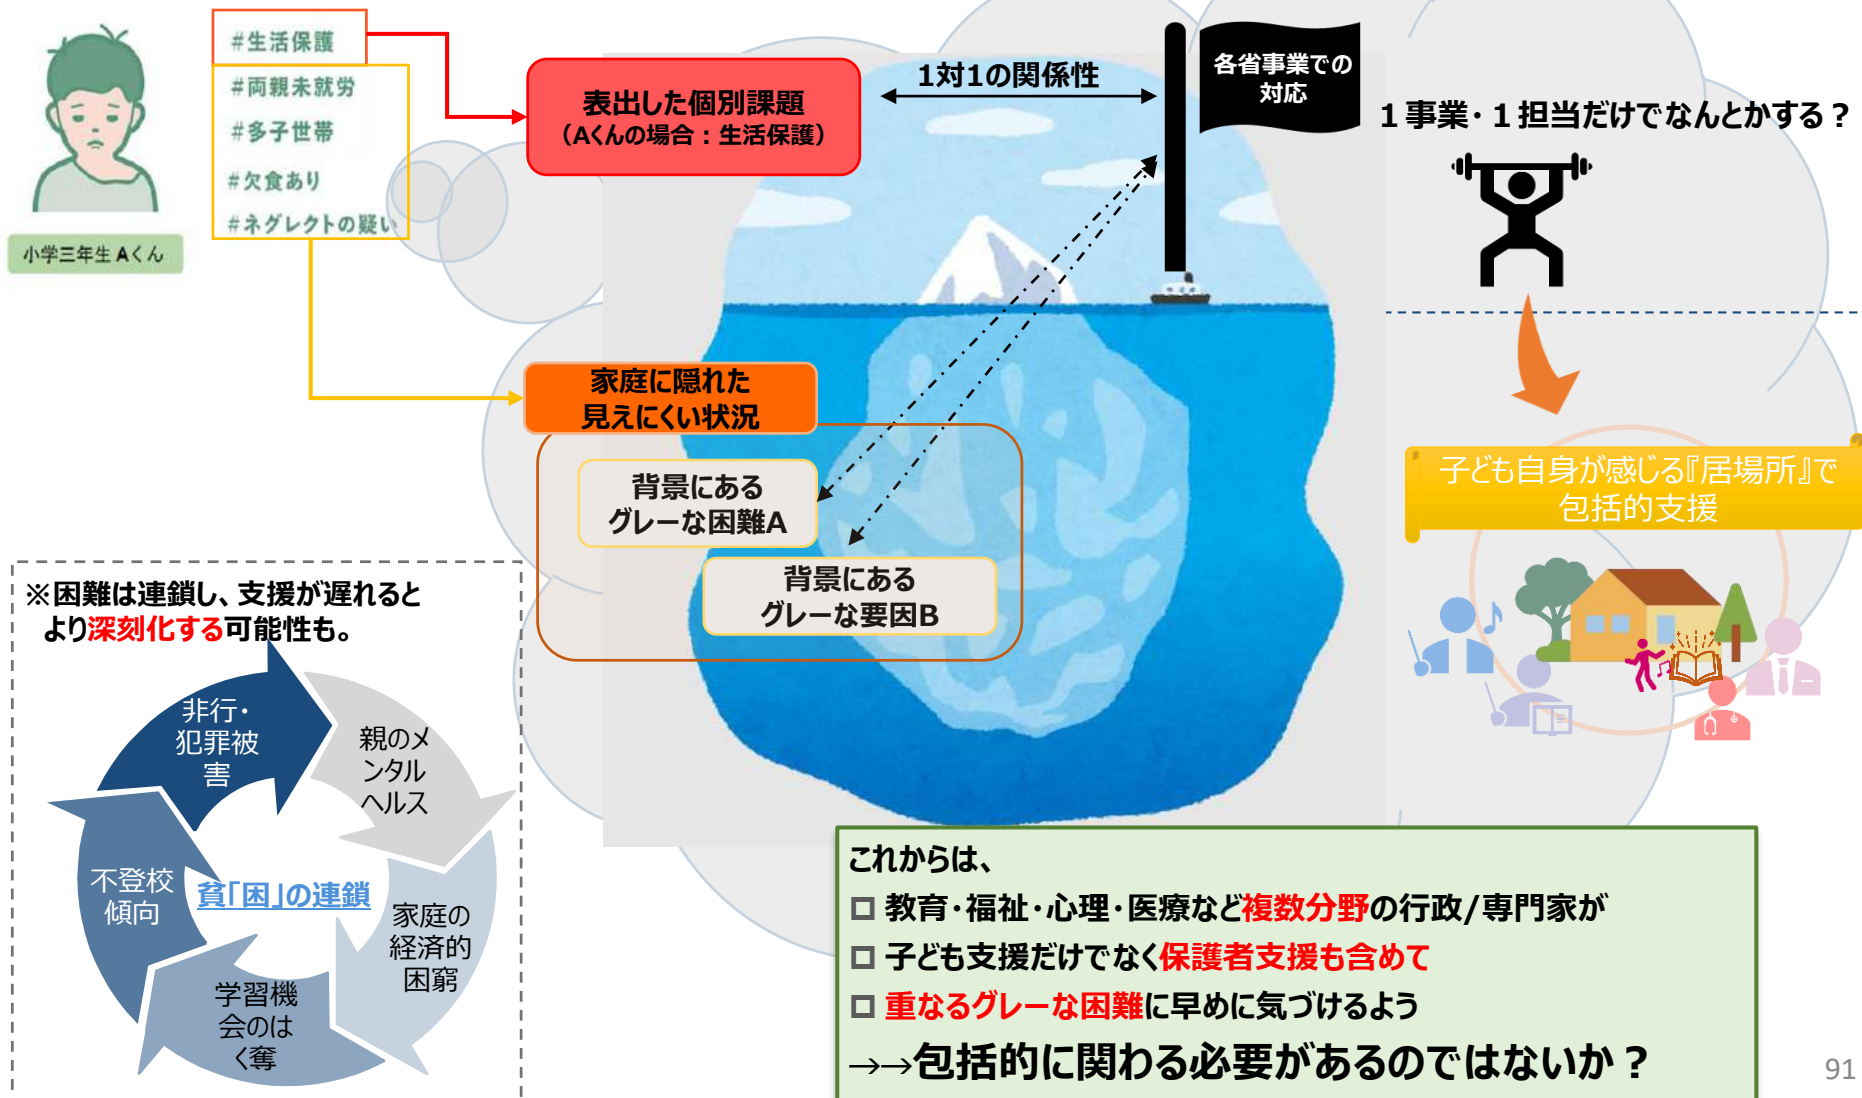 #生活保護
#両親未就労
#多子世帯
#欠食あり
#ネグレクトの疑い
小学三年生 Aくん
表出した個別課題
（Aくんの場合：生活保護）
1対1の関係性
各省事業での
対応
１事業・１担当だけでなんとかする？
家庭に隠れた
見えにくい状況
背景にある
グレーな困難A
背景にある
グレーな要因B
子ども自身が感じる『居場所』で
包括的支援
※困難は連鎖し、支援が遅れると
より深刻化する可能性も。
非行・
犯罪被
害
親のメ
ンタル
ヘルス
家庭の
経済的
困窮
学習機
会のは
く奪
不登校
傾向
貧「困」の連鎖
これからは、
□ 教育・福祉・心理・医療など複数分野の行政/専門家が
□ 子ども支援だけでなく保護者支援も含めて
□ 重なるグレーな困難に早めに気づけるよう
→→包括的に関わる必要があるのではないか？
91